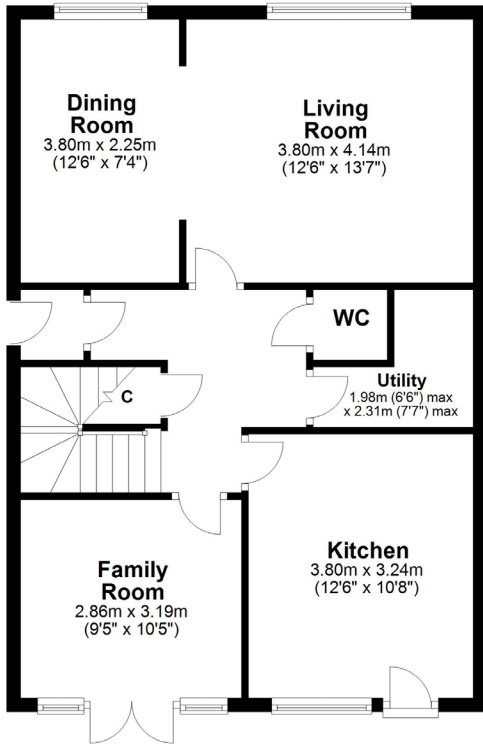 Dining
Room
3.80m x 2.25m
(12'6" x 7'4")
Living
Room
3.80m x 4.14m
(12'6" x 13'7")
WC
C
Utility
1.98m (6'6") max
x 2.31m (7'7") max
Family
Room
2.86m x 3.19m
(9'5" x 10'5")
Kitchen
3.80m x 3.24m
(12'6" x 10'8")